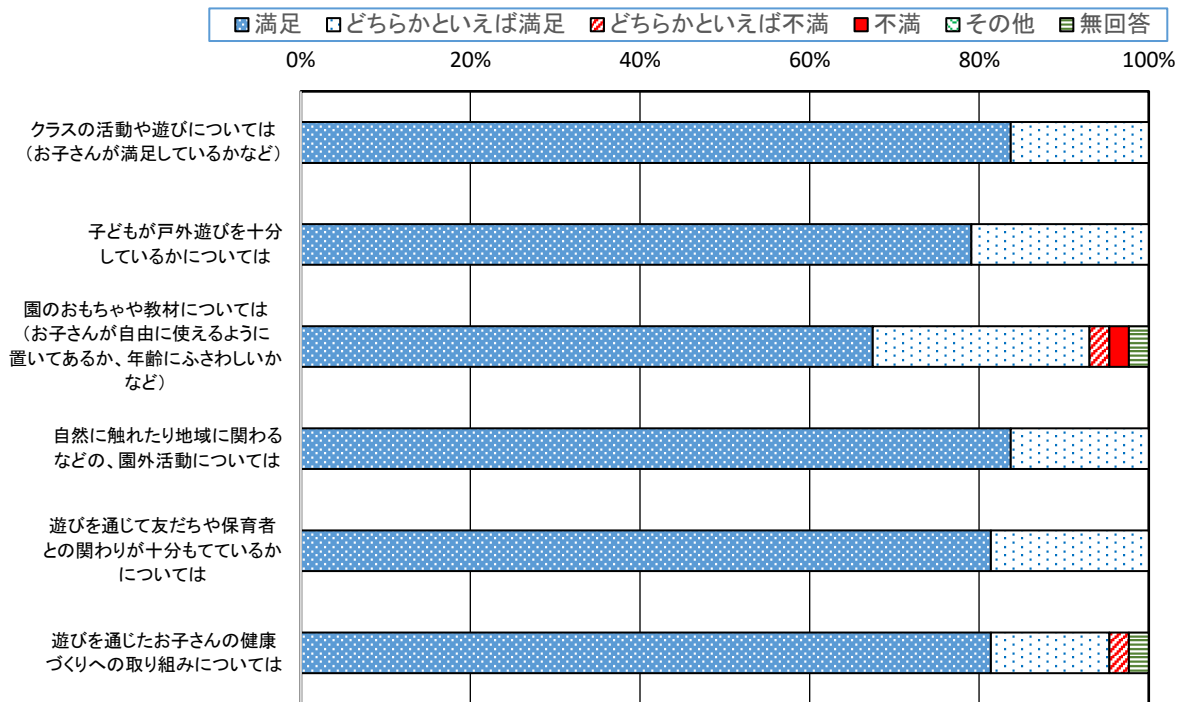 満足 どちらかといえば満足 どちらかといえば不満 不満 その他 無回答
0% 20% 40% 60% 80% 100%
クラスの活動や遊びについては
（お子さんが満足しているかなど）
子どもが戸外遊びを十分
しているかについては
園のおもちゃや教材については
（お子さんが自由に使えるように
置いてあるか、年齢にふさわしいか
など）
自然に触れたり地域に関わる
などの、園外活動については
遊びを通じて友だちや保育者
との関わりが十分もてているか
については
遊びを通じたお子さんの健康
づくりへの取り組みについては